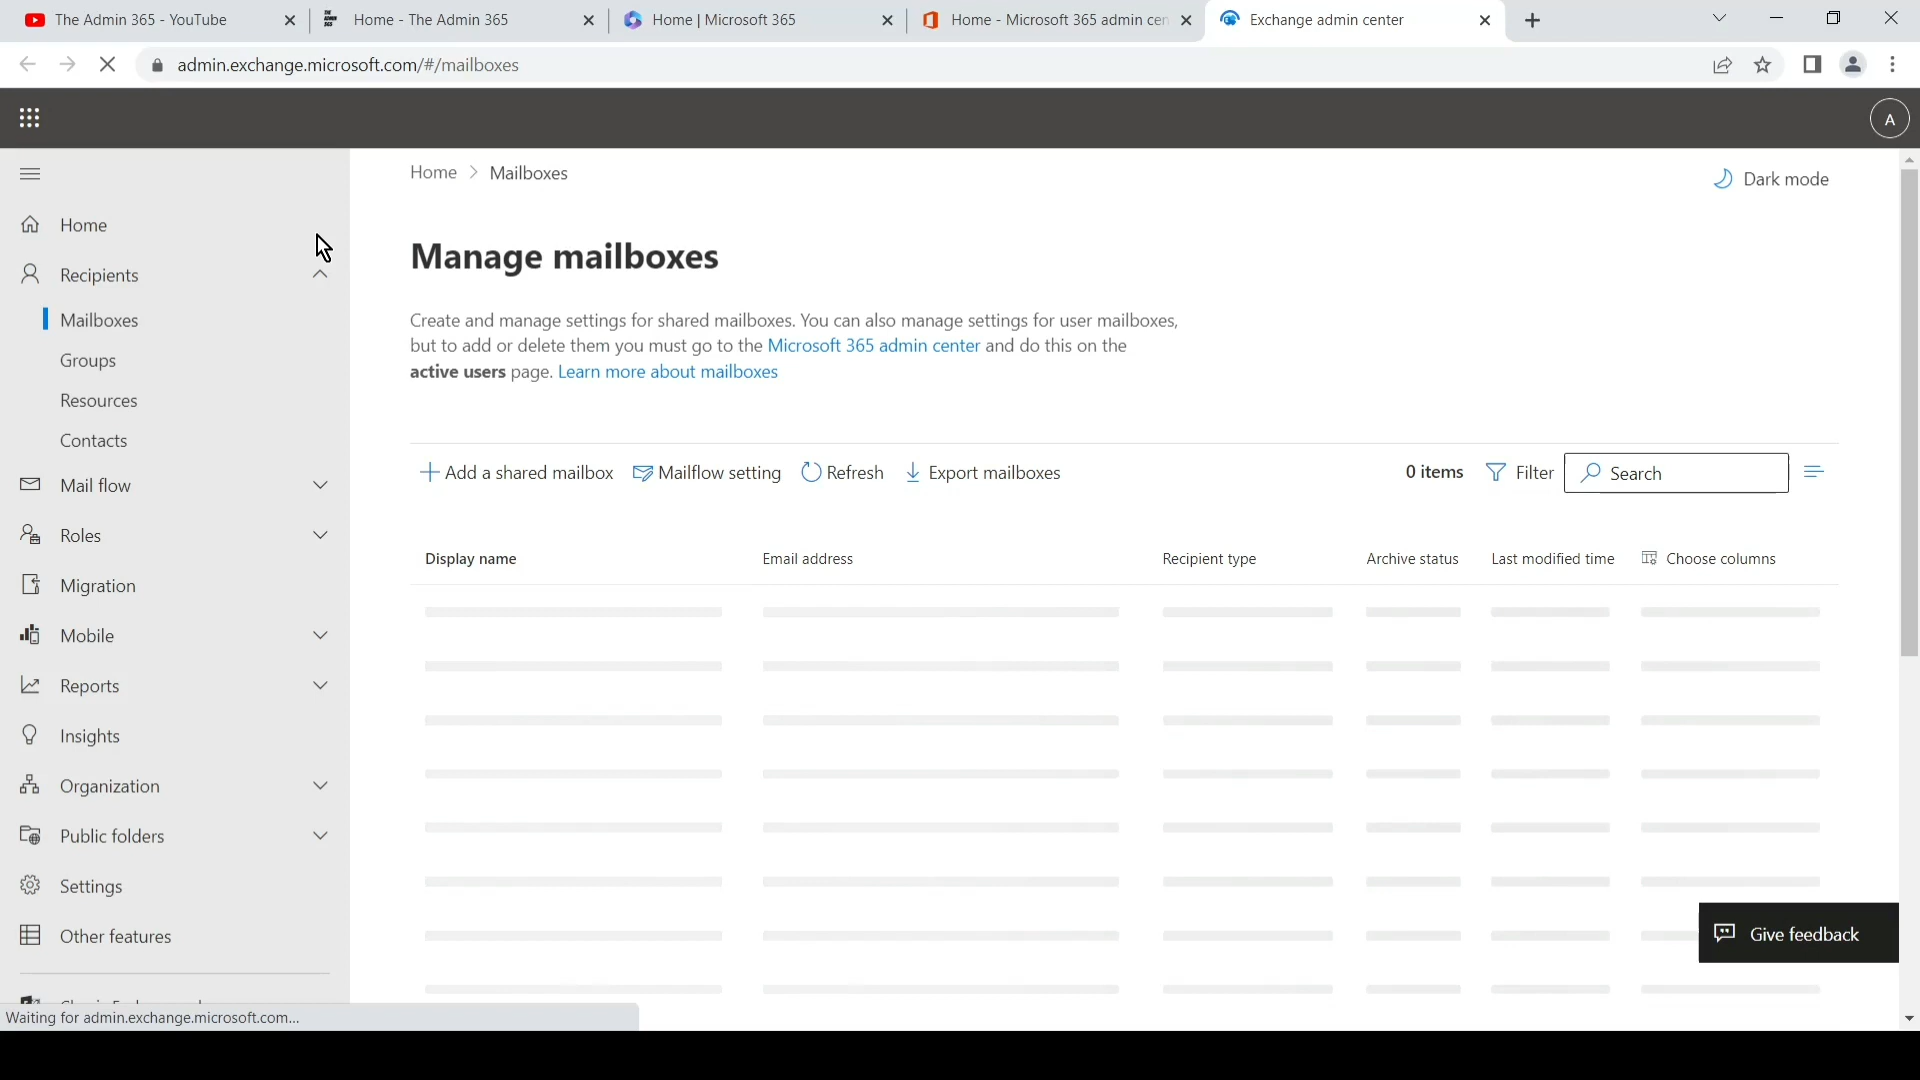 The Admin 365 - YouTube
Home - The Admin 365
Home | Microsoft 365
Home - Microsoft 365 admin cen
Exchange admin center
admin.exchange.microsoft.com/#/mailboxes
A
Home > Mailboxes
Dark mode
Home
Recipients
Mailboxes
Groups
Resources
Contacts
Mail flow
Roles
Migration
Mobile
Reports
Insights
Organization
Public folders
Settings
Other features
Manage mailboxes
Create and manage settings for shared mailboxes. You can also manage settings for user mailboxes,
but to add or delete them you must go to the Microsoft 365 admin center and do this on the
active users page. Learn more about mailboxes
Add a shared mailbox
Mailflow setting
Refresh
Export mailboxes
0 items
Filter
Search
Display name
Email address
Recipient type
Archive status
Last modified time
Choose columns
Give feedback
Waiting for admin.exchange.microsoft.com...